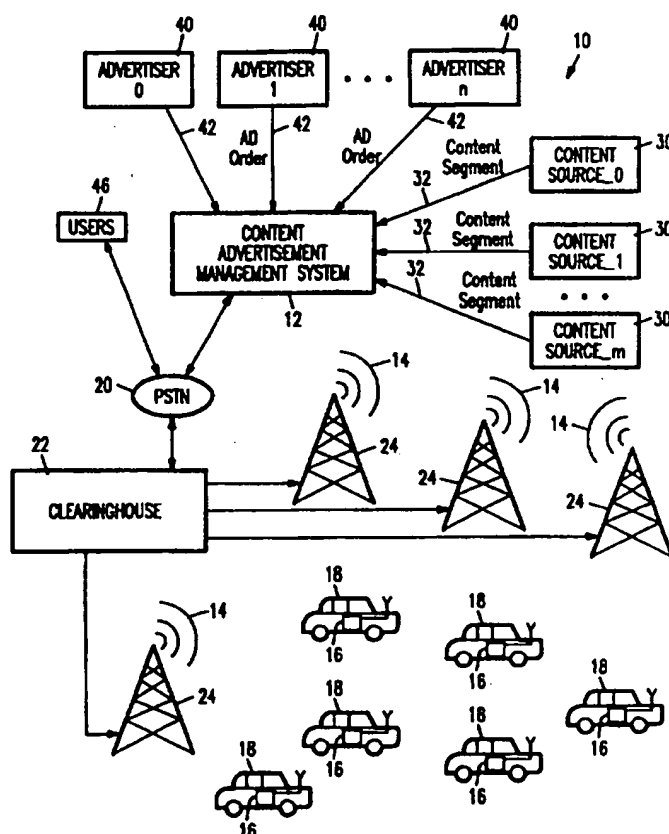 40 40 40
10
ADVERTISER 0
ADVERTISER 1
• • •
ADVERTISER n
42 42 42
AD Order
AD Order
Content Segment
30
CONTENT SOURCE_0
32
46
USERS
CONTENT ADVERTISEMENT MANAGEMENT SYSTEM
12
Content Segment
32
30
CONTENT SOURCE_1
Content Segment
32
• • •
30
CONTENT SOURCE_m
20
PSTN
14 14 14
22
CLEARINGHOUSE
24 24 24
14
24
18 16
18 16
18 16
18 16
18 16
18 16